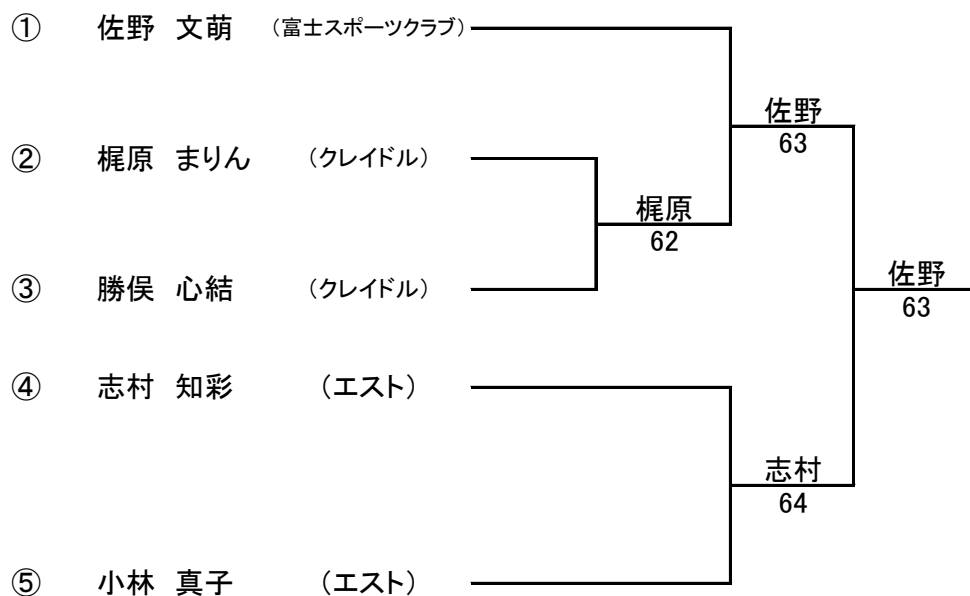 ① 佐野 文萌 （富士スポーツクラブ）
佐野
63
② 梶原 まりん （クレイドル）
梶原
62
③ 勝俣 心結 （クレイドル）
佐野
63
④ 志村 知彩 （エスト）
志村
64
⑤ 小林 真子 （エスト）